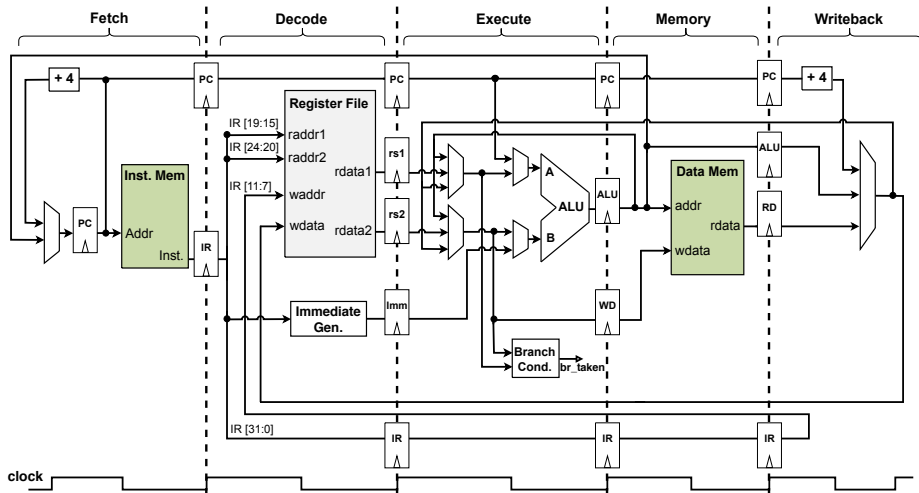 Fetch
Decode
Execute
Memory
Writeback
+ 4
PC
PC
PC
PC
+ 4
Register File
IR [19:15]
raddr1
IR [24:20]
raddr2
rdata1
rs1
IR [11:7]
waddr
wdata
rdata2
rs2
Inst. Mem
PC
Addr
Inst.
IR
A
ALU
B
ALU
Data Mem
addr
rdata
wdata
ALU
RD
Immediate
Gen.
Imm
WD
Branch
Cond.
br_taken
IR [31:0]
IR
IR
IR
clock